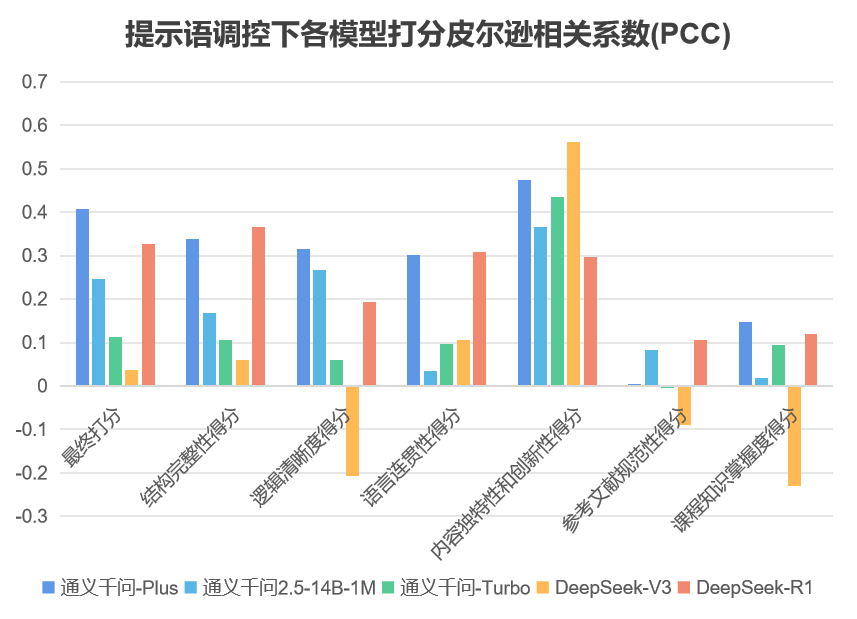 提示语调控下各模型打分皮尔逊相关系数(PCC)
0.7
0.6
0.5
0.4
0.3
0.2
0.1
0
-0.1
-0.2
-0.3
最终打分
结构完整性得分
逻辑清晰度得分
语言连贯性得分
内容独特性和创新性得分
参考文献规范性得分
课程知识掌握度得分
通义千问-Plus 通义千问2.5-14B-1M 通义千问-Turbo DeepSeek-V3 DeepSeek-R1